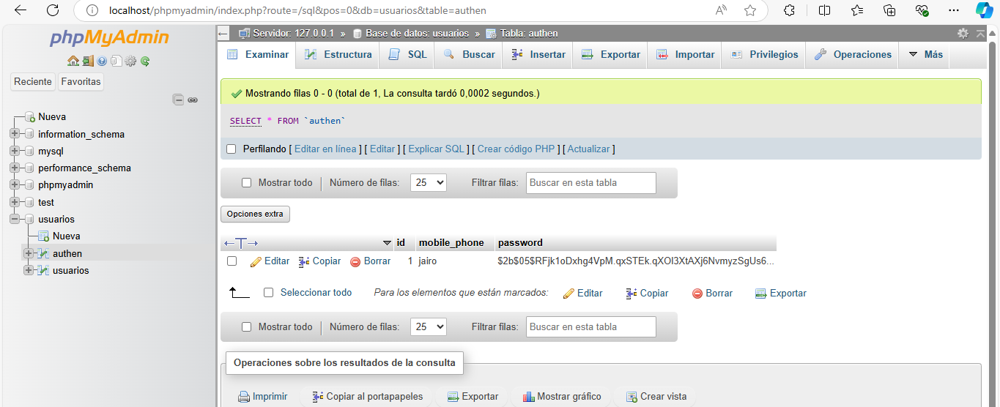 localhost/phpmyadmin/index.php?route=/sql&pos=0&db=usuarios&table=authen
phpMyAdmin
Reciente Favoritas
Nueva
information_schema
mysql
performance_schema
phpmyadmin
test
usuarios
Nueva
authen
usuarios
Servidor: 127.0.0.1 » Base de datos: usuarios » Tabla: authen
Examinar Estructura SQL Buscar Insertar Exportar Importar Privilegios Operaciones Más
Mostrando filas 0 - 0 (total de 1, La consulta tardó 0,0002 segundos.)
SELECT * FROM `authen`
Perfilando [ Editar en línea ] [ Editar ] [ Explicar SQL ] [ Crear código PHP ] [ Actualizar ]
Mostrar todo Número de filas: 25 Filtrar filas: Buscar en esta tabla
Opciones extra
id mobile_phone password
Editar Copiar Borrar 1 jairo $2b$05$RFjk1oDxhg4VpM.qxSTEk.qXOl3XtAXj6NvmyzSgUs6...
Seleccionar todo Para los elementos que están marcados: Editar Copiar Borrar Exportar
Mostrar todo Número de filas: 25 Filtrar filas: Buscar en esta tabla
Operaciones sobre los resultados de la consulta
Imprimir Copiar al portapapeles Exportar Mostrar gráfico Crear vista